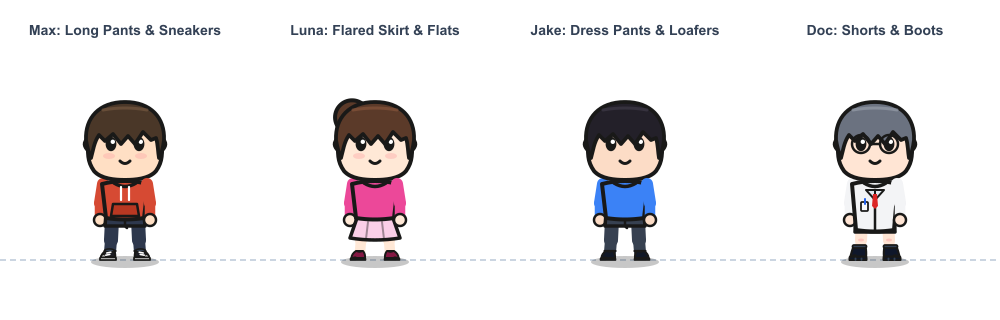 Max: Long Pants & Sneakers
Luna: Flared Skirt & Flats
Jake: Dress Pants & Loafers
Doc: Shorts & Boots